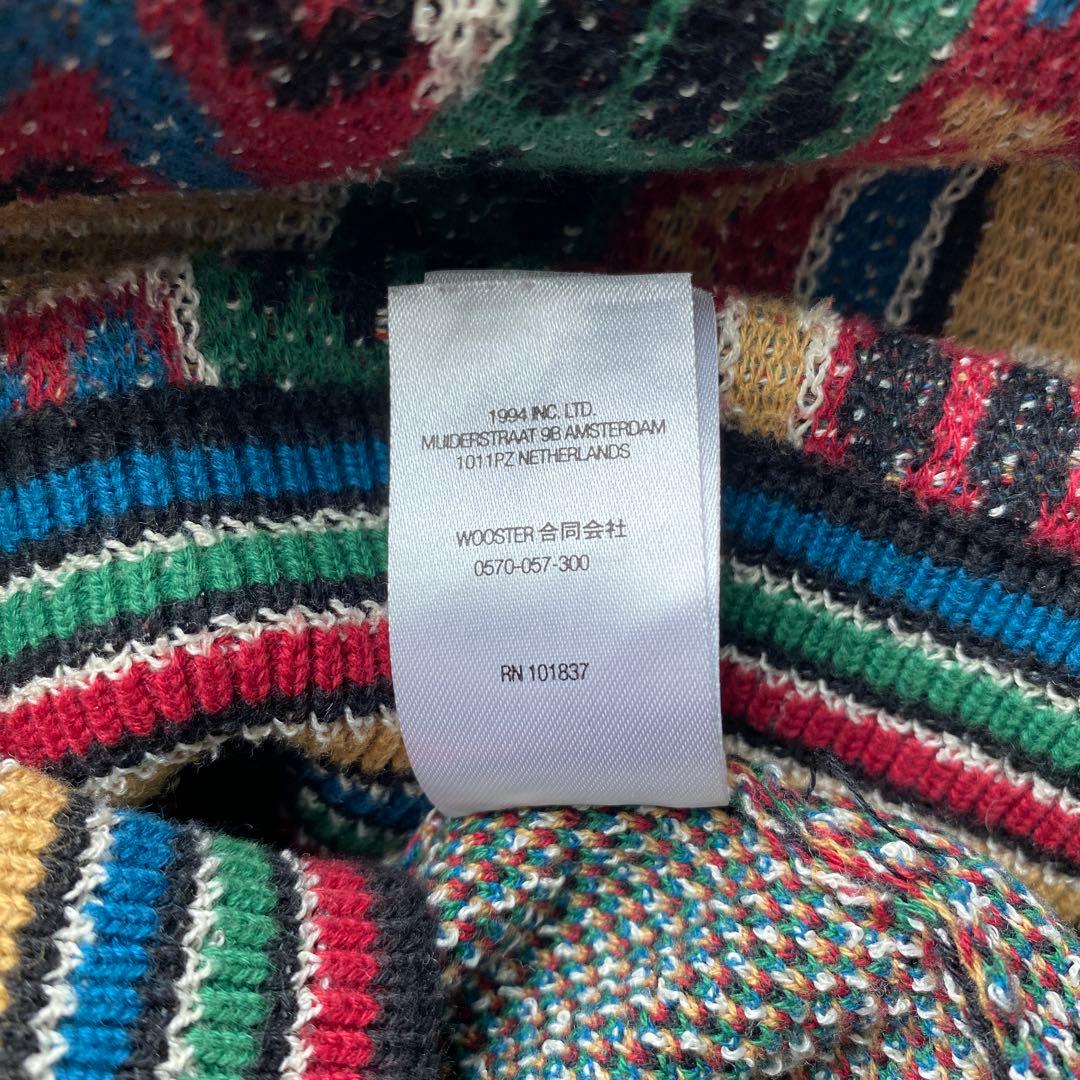 1994 INC. LTD.
MUIDERSTRAAT 9B AMSTERDAM
1011PZ NETHERLANDS
WOOSTER 合同会社
0570-057-300
RN 101837